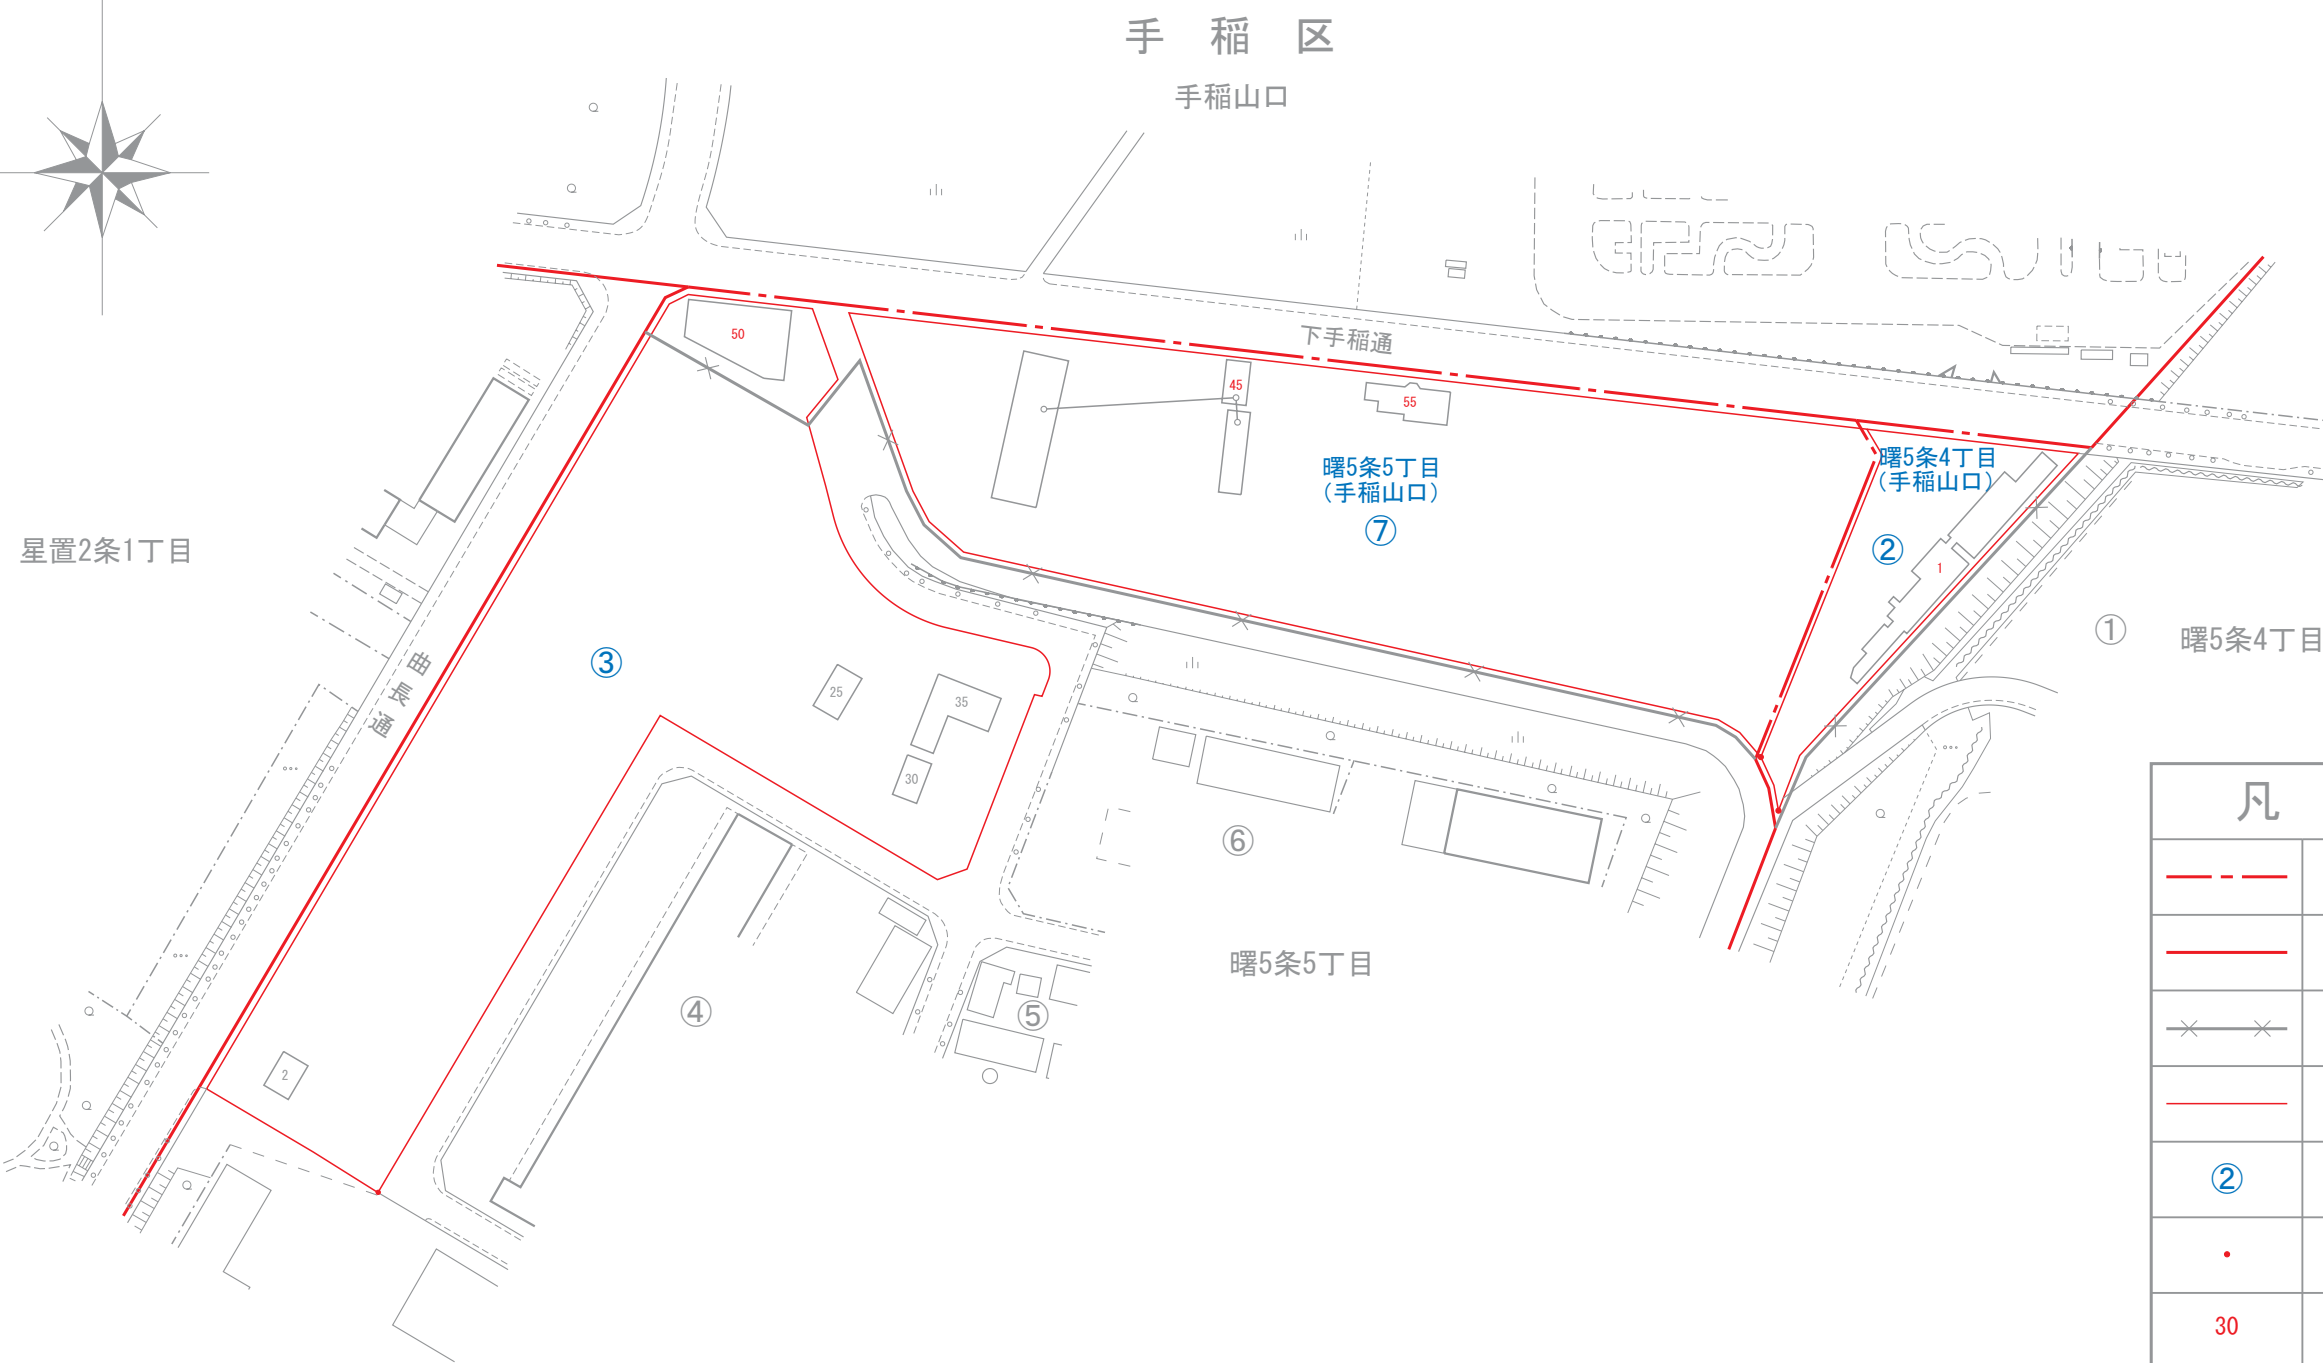 手稲区
手稲山口
下手稲通
50
45
55
曙5条5丁目
(手稲山口)
⑦
曙5条4丁目
(手稲山口)
②
1
星置2条1丁目
曲長通
③
25
35
30
①
曙5条4丁目
⑥
曙5条5丁目
④
⑤
2
凡
②
30